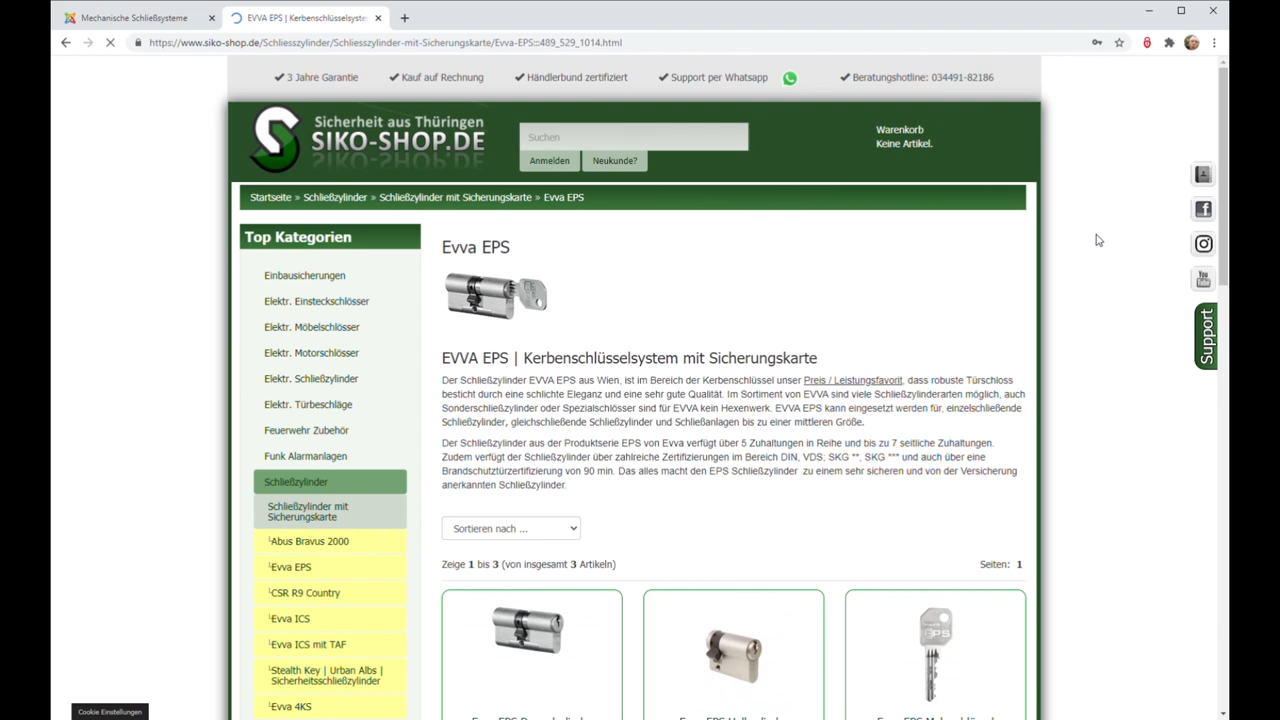 Mechanische Schließsysteme
EVVA EPS | Kerbenschlüsselsyste
https://www.siko-shop.de/Schliesszylinder/Schliesszylinder-mit-Sicherungskarte/Evva-EPS:::489_529_1014.html
3 Jahre Garantie
Kauf auf Rechnung
Händlerbund zertifiziert
Support per Whatsapp
Beratungshotline: 034491-82186
Sicherheit aus Thüringen
SIKO-SHOP.DE
Suchen
Anmelden
Neukunde?
Warenkorb
Keine Artikel.
Startseite » Schließzylinder » Schließzylinder mit Sicherungskarte » Evva EPS
Top Kategorien
Einbausicherungen
Elektr. Einsteckschlösser
Elektr. Möbelschlösser
Elektr. Motorschlösser
Elektr. Schließzylinder
Elektr. Türbeschläge
Feuerwehr Zubehör
Funk Alarmanlagen
Schließzylinder
Schließzylinder mit
Sicherungskarte
└Abus Bravus 2000
└Evva EPS
└CSR R9 Country
└Evva ICS
└Evva ICS mit TAF
└Stealth Key | Urban Albs |
Sicherheitsschließzylinder
└Evva 4KS
Evva EPS
EVVA EPS | Kerbenschlüsselsystem mit Sicherungskarte
Der Schließzylinder EVVA EPS aus Wien, ist im Bereich der Kerbenschlüssel unser Preis / Leistungsfavorit, dass robuste Türschloss
besticht durch eine schlichte Eleganz und eine sehr gute Qualität. Im Sortiment von EVVA sind viele Schließzylinderarten möglich, auch
Sonderschließzylinder oder Spezialschlösser sind für EVVA kein Hexenwerk. EVVA EPS kann eingesetzt werden für, einzelschließende
Schließzylinder, gleichschließende Schließzylinder und Schließanlagen bis zu einer mittleren Größe.
Der Schließzylinder aus der Produktserie EPS von Evva verfügt über 5 Zuhaltungen in Reihe und bis zu 7 seitliche Zuhaltungen.
Zudem verfügt der Schließzylinder über zahlreiche Zertifizierungen im Bereich DIN, VDS; SKG **, SKG *** und auch über eine
Brandschutztürzertifizierung von 90 min. Das alles macht den EPS Schließzylinder zu einem sehr sicheren und von der Versicherung
anerkannten Schließzylinder.
Sortieren nach ...
Zeige 1 bis 3 (von insgesamt 3 Artikeln)
Seiten: 1
EPS
You
Tube
Support
Cookie Einstellungen